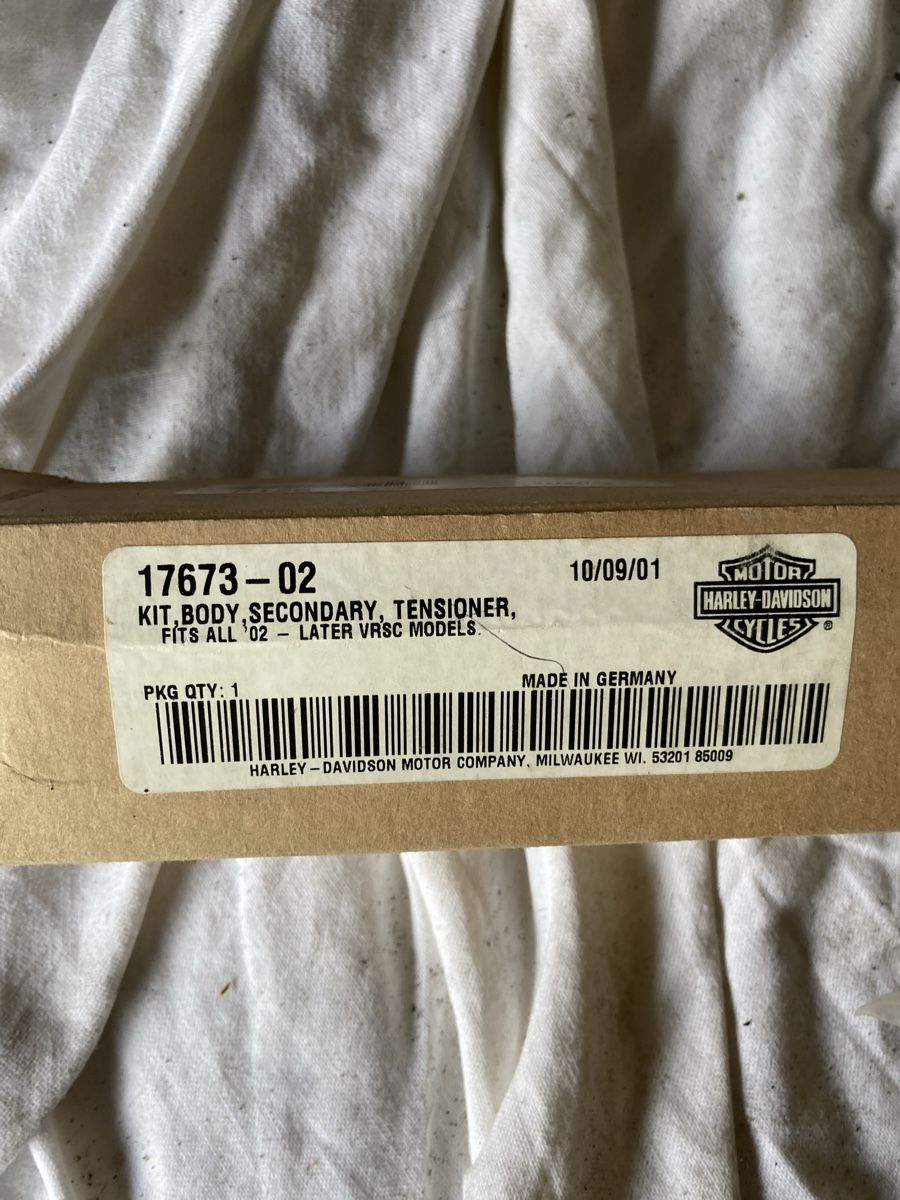 17673-02
10/09/01
KIT,BODY,SECONDARY, TENSIONER,
FITS ALL '02 - LATER VRSC MODELS.
MOTOR
HARLEY-DAVIDSON
CYCLES
®
PKG QTY: 1
MADE IN GERMANY
HARLEY-DAVIDSON MOTOR COMPANY, MILWAUKEE WI. 53201 85009